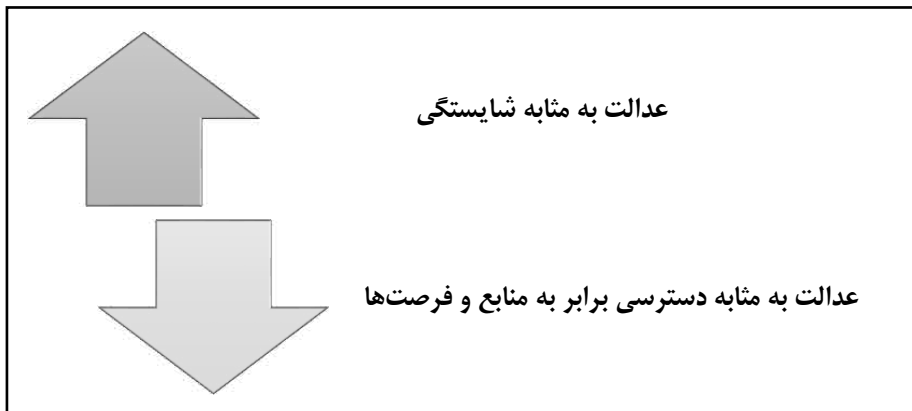 عدالت به مثابه شایستگی
عدالت به مثابه دسترسی برابر به منابع و فرصت‌ها